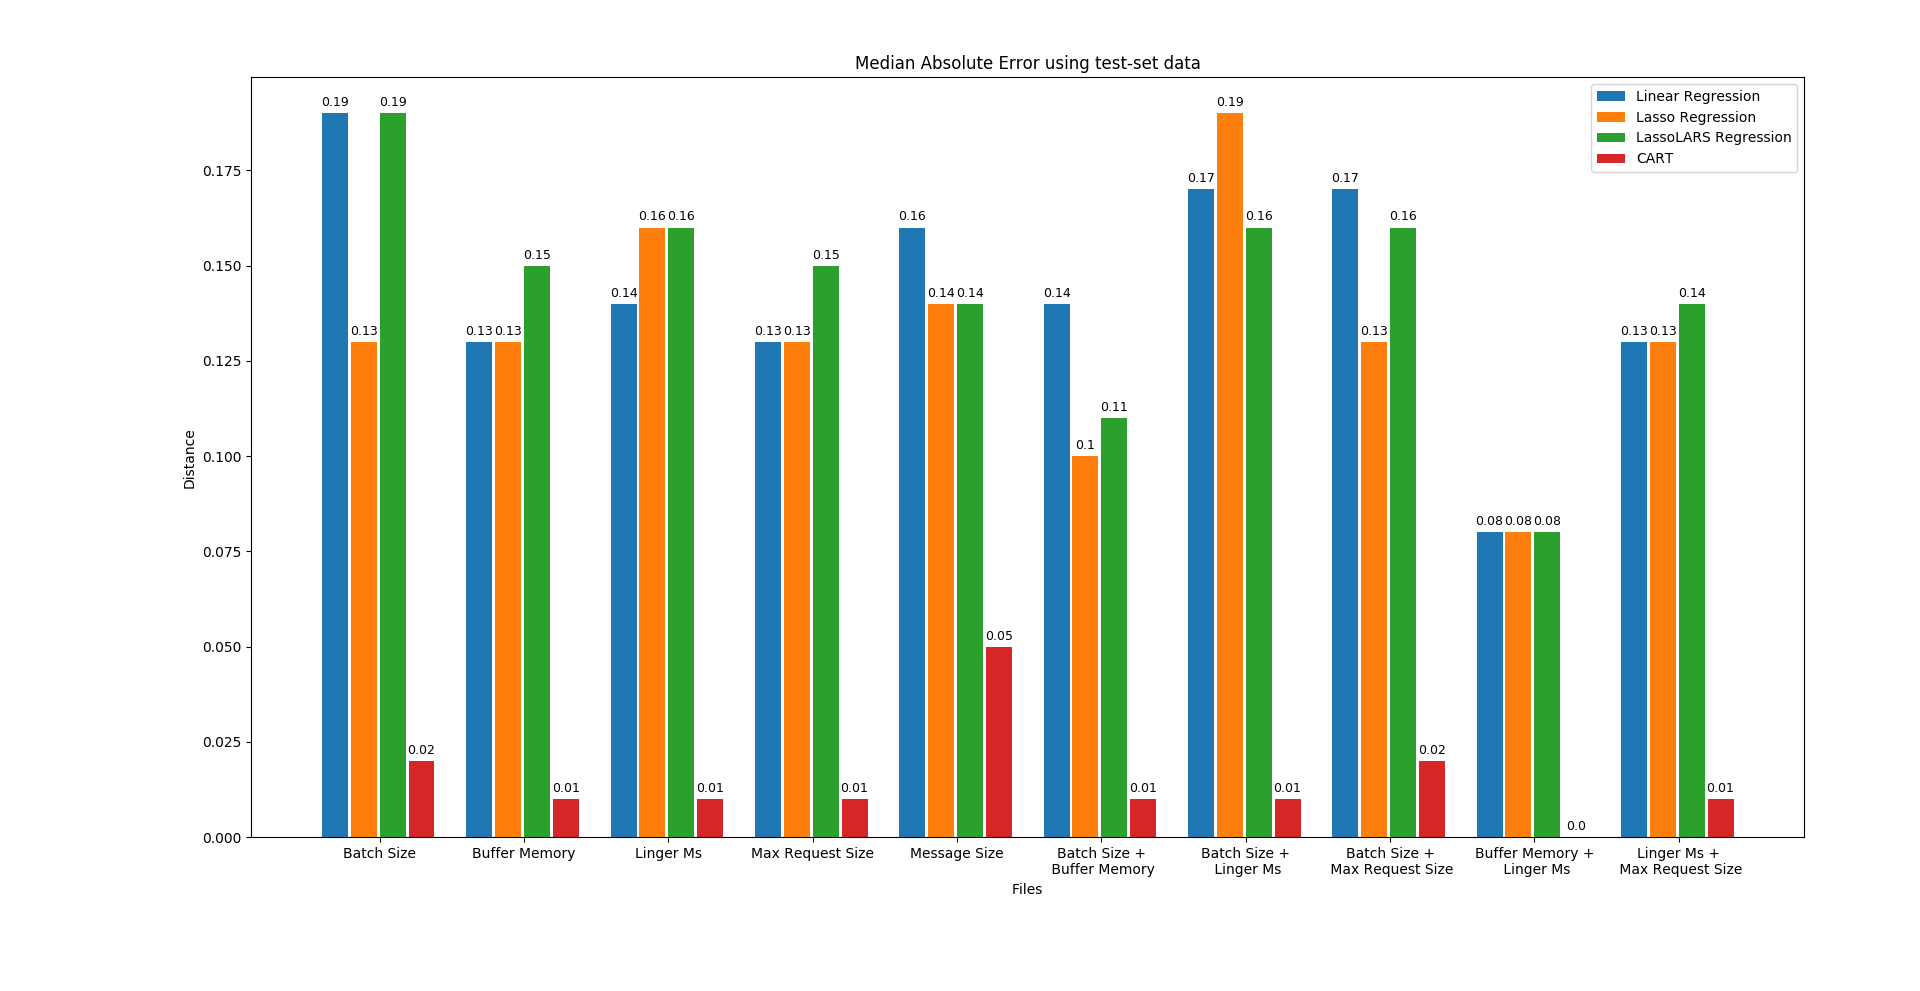 Median Absolute Error using test-set data
Linear Regression
Lasso Regression
LassoLARS Regression
CART
Distance
0.175
0.150
0.125
0.100
0.075
0.050
0.025
0.000
0.19 0.13 0.19 0.02
0.13 0.13 0.15 0.01
0.14 0.16 0.16 0.01
0.13 0.13 0.15 0.01
0.16 0.14 0.14 0.05
0.14 0.1 0.11 0.01
0.17 0.19 0.16 0.01
0.17 0.13 0.16 0.02
0.08 0.08 0.08 0.0
0.13 0.13 0.14 0.01
Batch Size
Buffer Memory
Linger Ms
Max Request Size
Message Size
Batch Size +
Buffer Memory
Batch Size +
Linger Ms
Batch Size +
Max Request Size
Buffer Memory +
Linger Ms
Linger Ms +
Max Request Size
Files